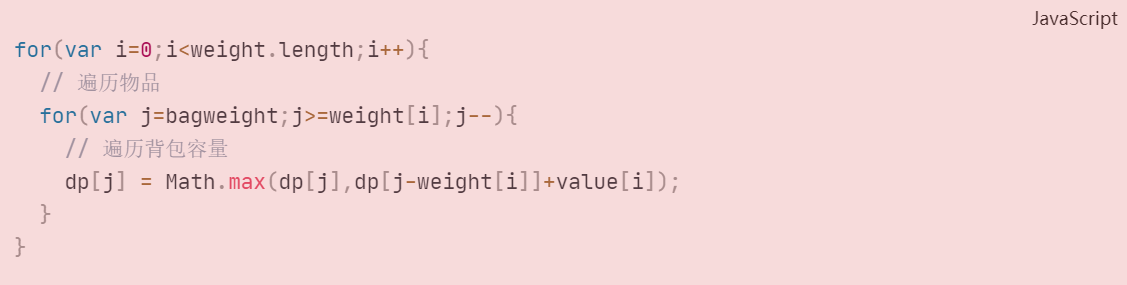 JavaScript
for(var i=0;i<weight.length;i++){
  // 遍历物品
  for(var j=bagweight;j>=weight[i];j--){
    // 遍历背包容量
    dp[j] = Math.max(dp[j],dp[j-weight[i]]+value[i]);
  }
}